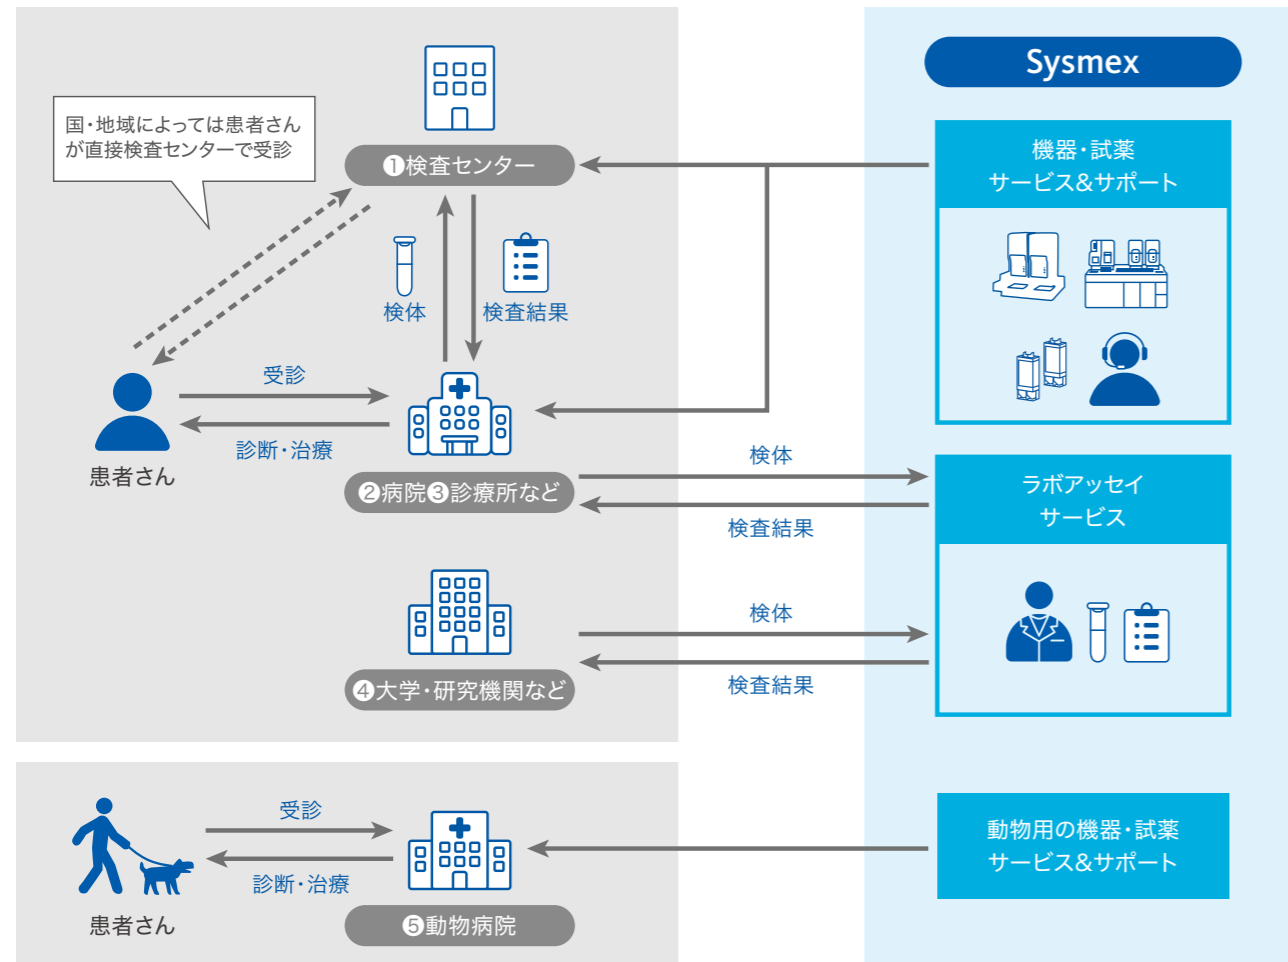 Sysmex
国・地域によっては患者さん
が直接検査センターで受診
❶検査センター
機器・試薬
サービス&サポート
検体
検査結果
受診
診断・治療
患者さん
❷病院❸診療所など
検体
検査結果
ラボアッセイ
サービス
❹大学・研究機関など
検体
検査結果
受診
診断・治療
患者さん
❺動物病院
動物用の機器・試薬
サービス&サポート